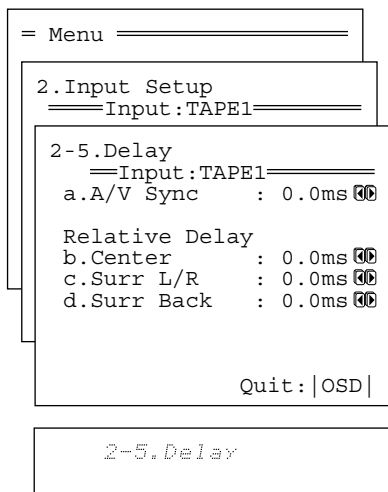 Menu
2.Input Setup
Input:TAPE1
2-5.Delay
Input:TAPE1
a.A/V Sync : 0.0ms
Relative Delay
b.Center : 0.0ms
c.Surr L/R : 0.0ms
d.Surr Back : 0.0ms
Quit:|OSD|
2-5.Delay